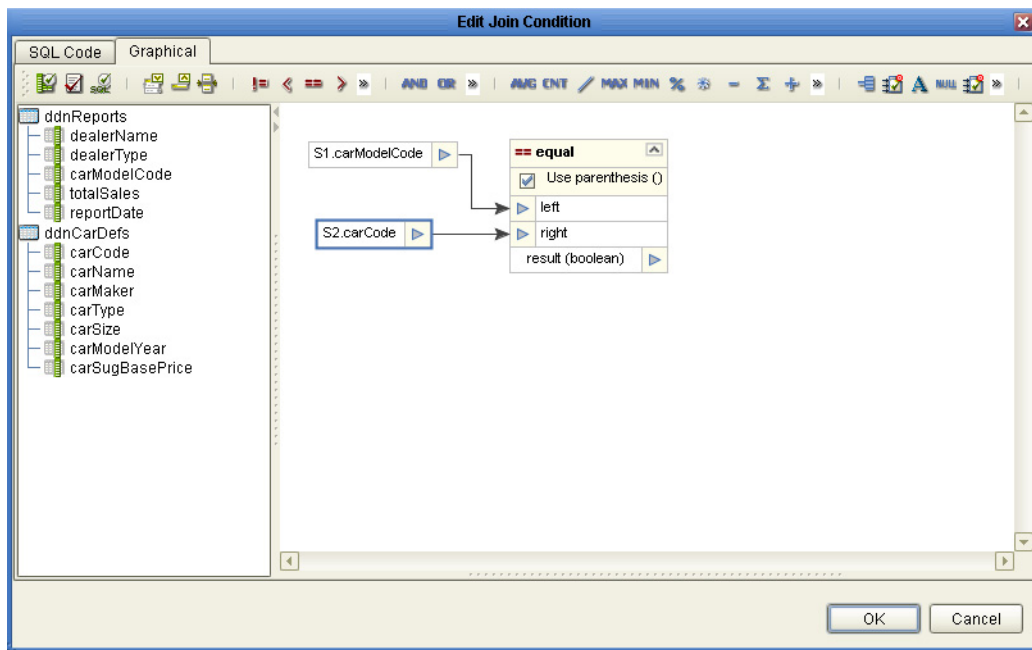 Edit Join Condition
SQL Code Graphical
SQL != < == > » AND OR » AVG CNT / MAX MIN % - Σ + » A NULL »
ddnReports
dealerName
dealerType
carModelCode
totalSales
reportDate
ddnCarDefs
carCode
carName
carMaker
carType
carSize
carModelYear
carSugBasePrice
S1.carModelCode
S2.carCode
== equal
Use parenthesis ()
left
right
result (boolean)
OK Cancel